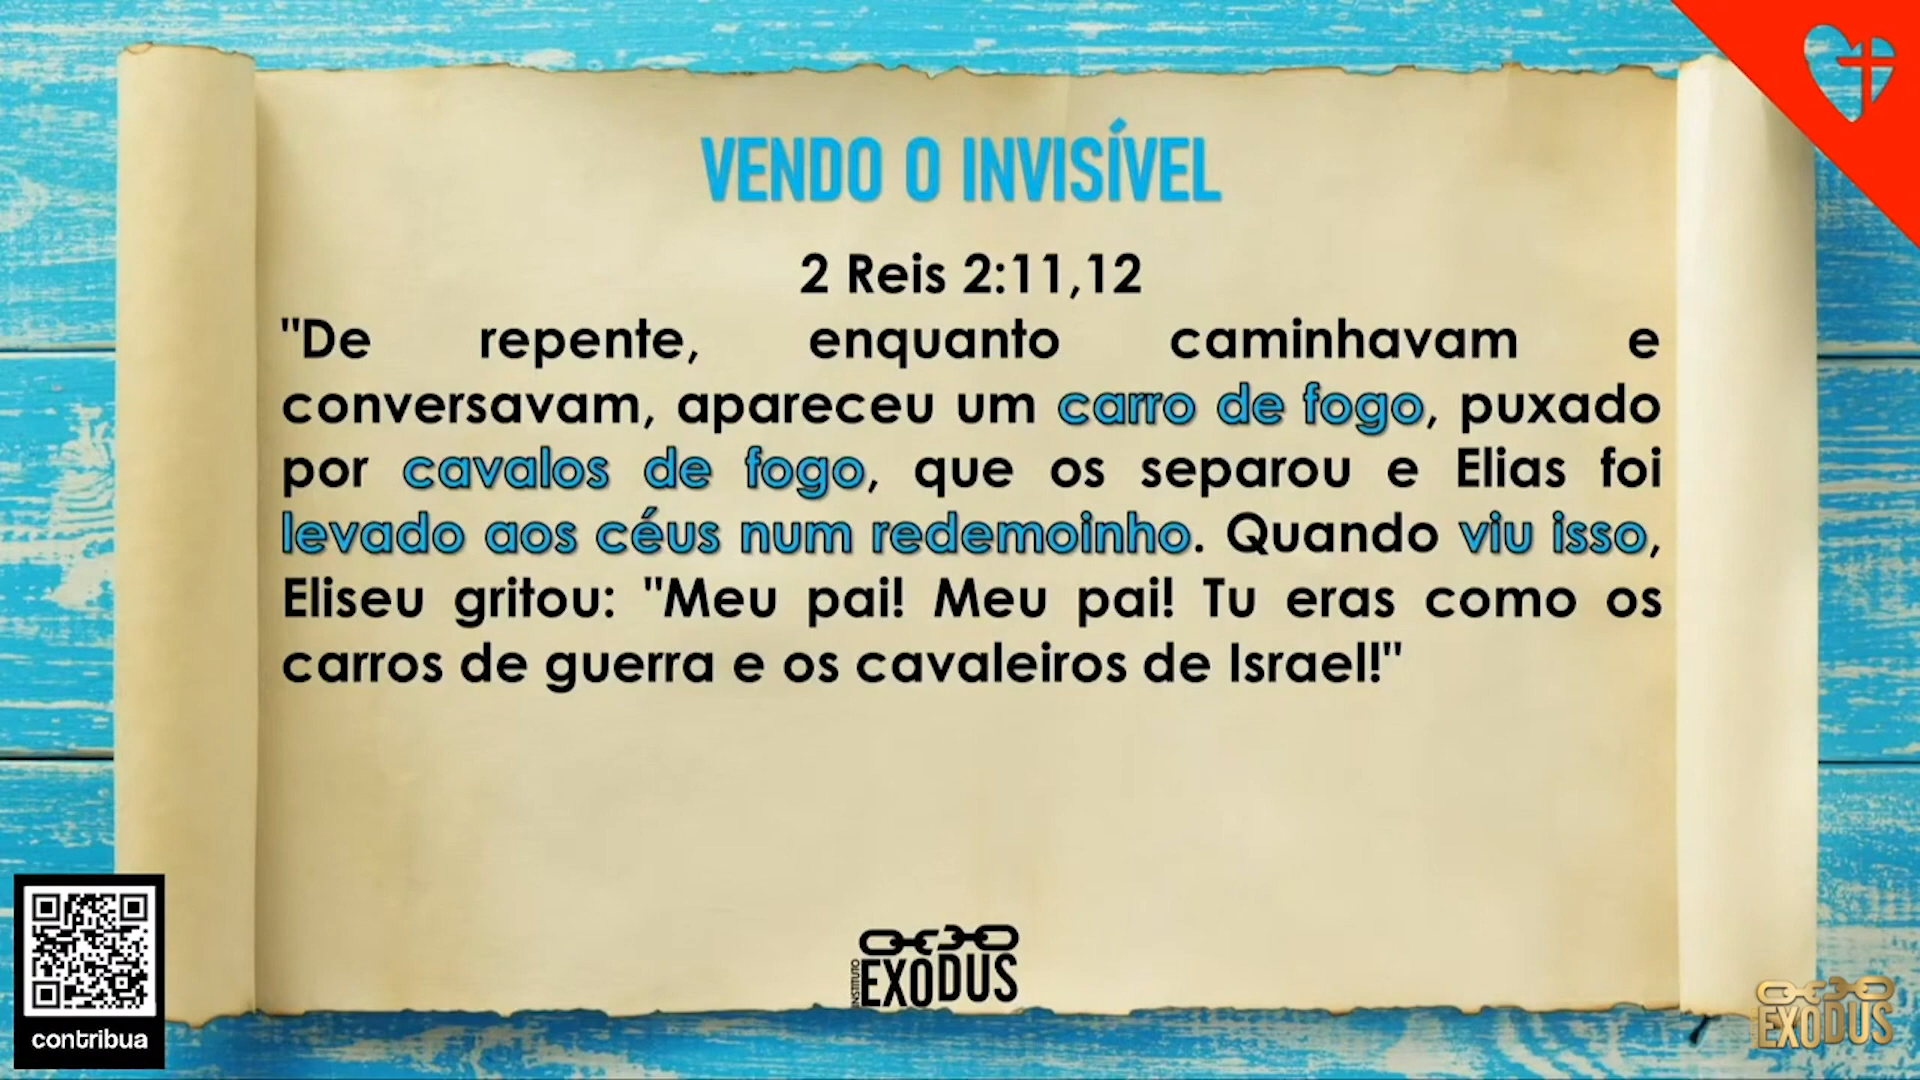 VENDO O INVISÍVEL
2 Reis 2:11,12
"De repente, enquanto caminhavam e
conversavam, apareceu um carro de fogo, puxado
por cavalos de fogo, que os separou e Elias foi
levado aos céus num redemoinho. Quando viu isso,
Eliseu gritou: "Meu pai! Meu pai! Tu eras como os
carros de guerra e os cavaleiros de Israel!"
INSTITUTO
EXODUS
contribua
EXODUS